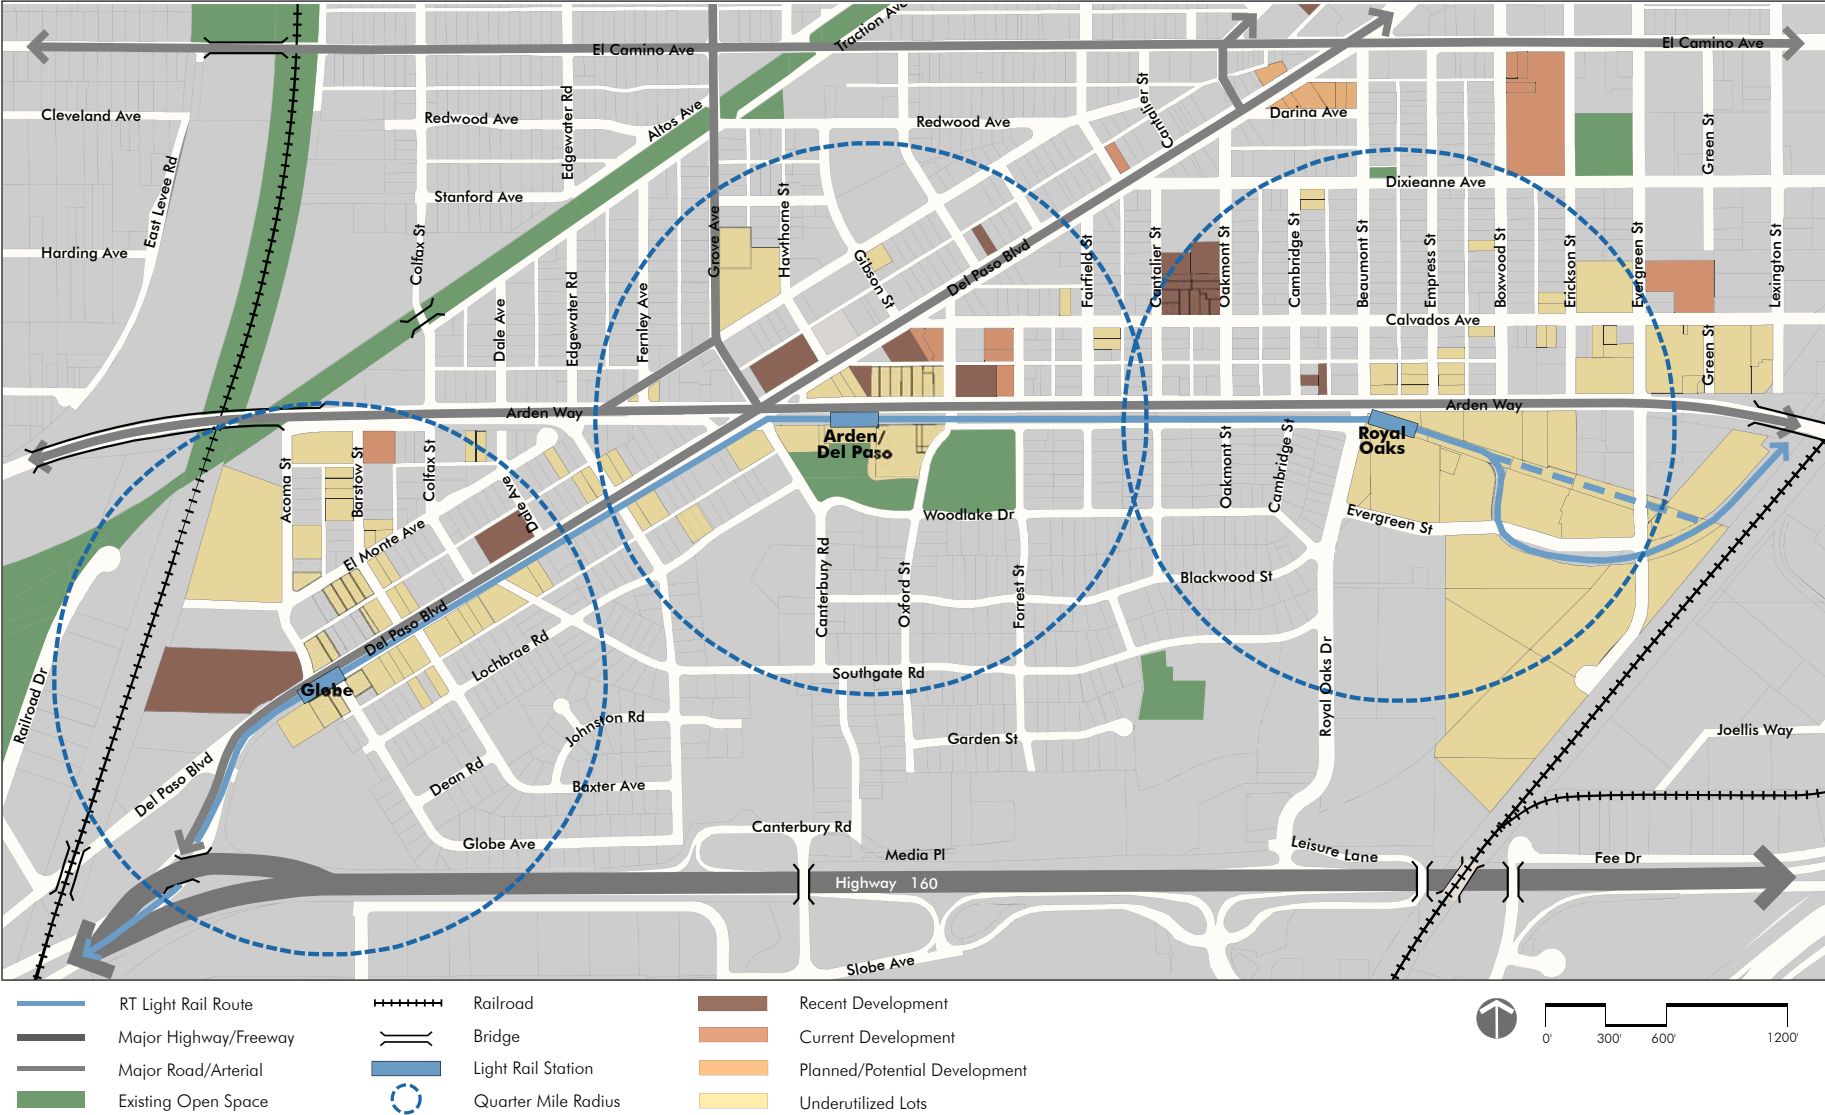 Traction Ave
El Camino Ave
El Camino Ave
Cleveland Ave
Redwood Ave
Edgewater Rd
Altos Ave
Redwood Ave
Cantalier St
Darina Ave
Green St
East Levee Rd
Stanford Ave
Dixieanne Ave
Harding Ave
Colfax St
Grove Ave
Hawthorne St
Gibson St
Del Paso Blvd
Fairfield St
Cantalier St
Oakmont St
Cambridge St
Beaumont St
Empress St
Boxwood St
Erickson St
Evergreen St
Lexington St
Dale Ave
Edgewater Rd
Fernley Ave
Calvados Ave
Green St
Arden Way
Arden Way
Arden/
Del Paso
Royal
Oaks
Acoma St
Barstow St
Colfax St
Dale Ave
Oakmont St
Cambridge St
El Monte Ave
Woodlake Dr
Evergreen St
Canterbury Rd
Oxford St
Forrest St
Blackwood St
Del Paso Blvd
Lochbrae Rd
Southgate Rd
Royal Oaks Dr
Globe
Railroad Dr
Johnston Rd
Garden St
Joellis Way
Del Paso Blvd
Dean Rd
Baxter Ave
Globe Ave
Canterbury Rd
Media Pl
Leisure Lane
Fee Dr
Highway 160
Slobe Ave
RT Light Rail Route
Railroad
Recent Development
Major Highway/Freeway
Bridge
Current Development
0'
300'
600'
1200'
Major Road/Arterial
Light Rail Station
Planned/Potential Development
Existing Open Space
Quarter Mile Radius
Underutilized Lots